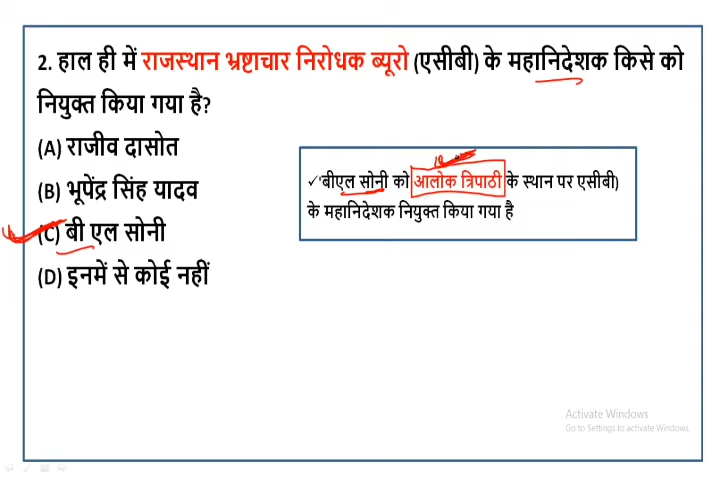 2. हाल ही में राजस्थान भ्रष्टाचार निरोधक ब्यूरो (एसीबी) के महानिदेशक किसे को
नियुक्त किया गया है?
(A) राजीव दासोत
(B) भूपेंद्र सिंह यादव
(C) बी एल सोनी
(D) इनमें से कोई नहीं
✓'बीएल सोनी को आलोक त्रिपाठी के स्थान पर एसीबी)
के महानिदेशक नियुक्त किया गया है
Activate Windows
Go to Settings to activate Windows.